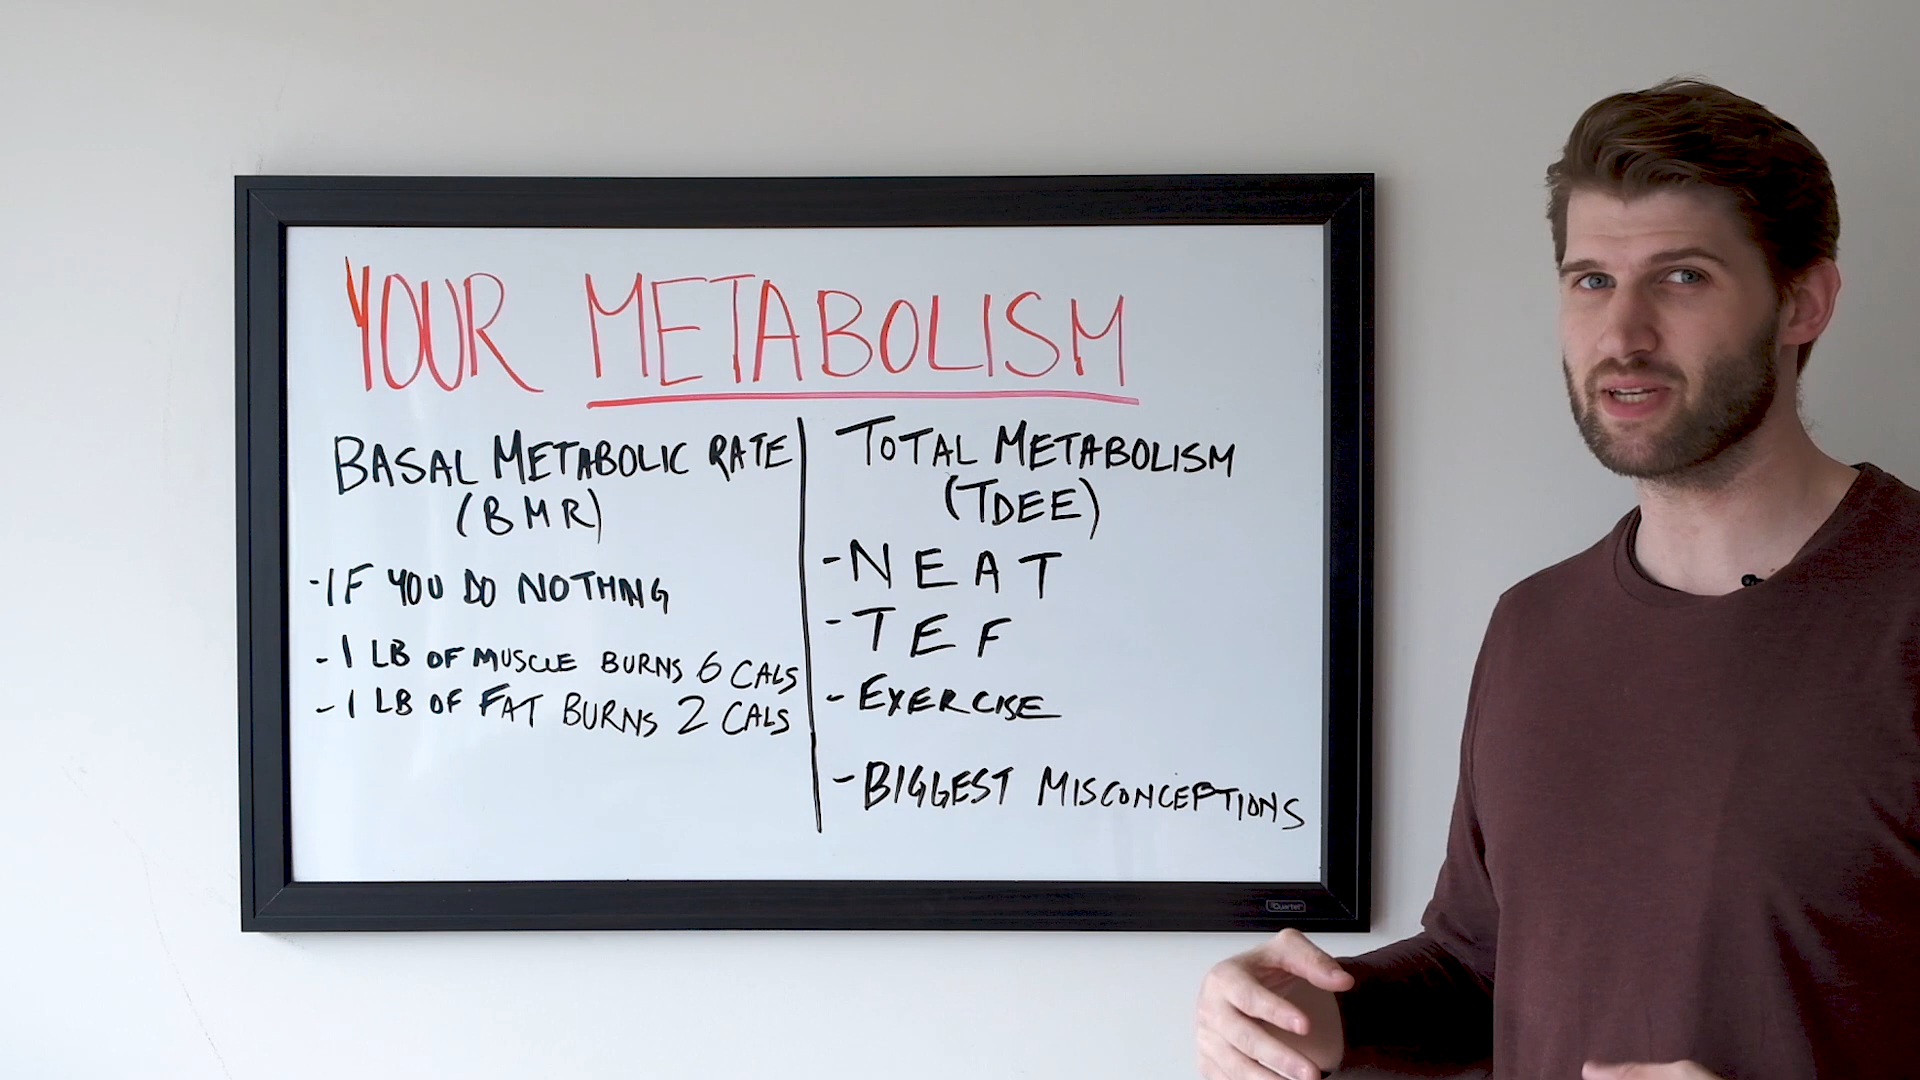 YOUR METABOLISM
BASAL METABOLIC RATE
(BMR)
-IF YOU DO NOTHING
-1 LB OF MUSCLE BURNS 6 CALS
-1 LB OF FAT BURNS 2 CALS
TOTAL METABOLISM
(TDEE)
-NEAT
-TEF
-EXERCISE
-BIGGEST MISCONCEPTIONS
Quartet